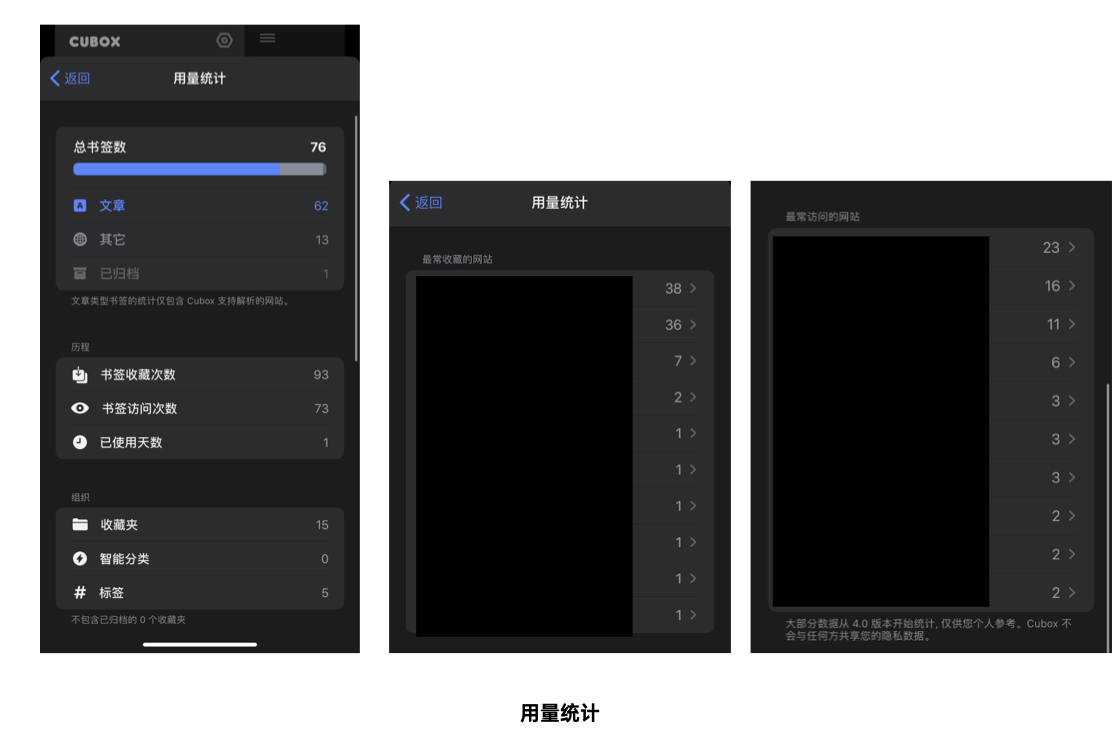 CUBOX
返回
用量统计
总书签数 76
文章 62
其它 13
已归档 1
文章类型书签的统计仅包含 Cubox 支持解析的网站。
历程
书签收藏次数 93
书签访问次数 73
已使用天数 1
组织
收藏夹 15
智能分类 0
# 标签 5
不包含已归档的 0 个收藏夹
返回
用量统计
最常收藏的网站
38
36
7
2
1
1
1
1
1
1
最常访问的网站
23
16
11
6
3
3
3
2
2
2
大部分数据从 4.0 版本开始统计, 仅供您个人参考。Cubox 不
会与任何方共享您的隐私数据。
用量统计